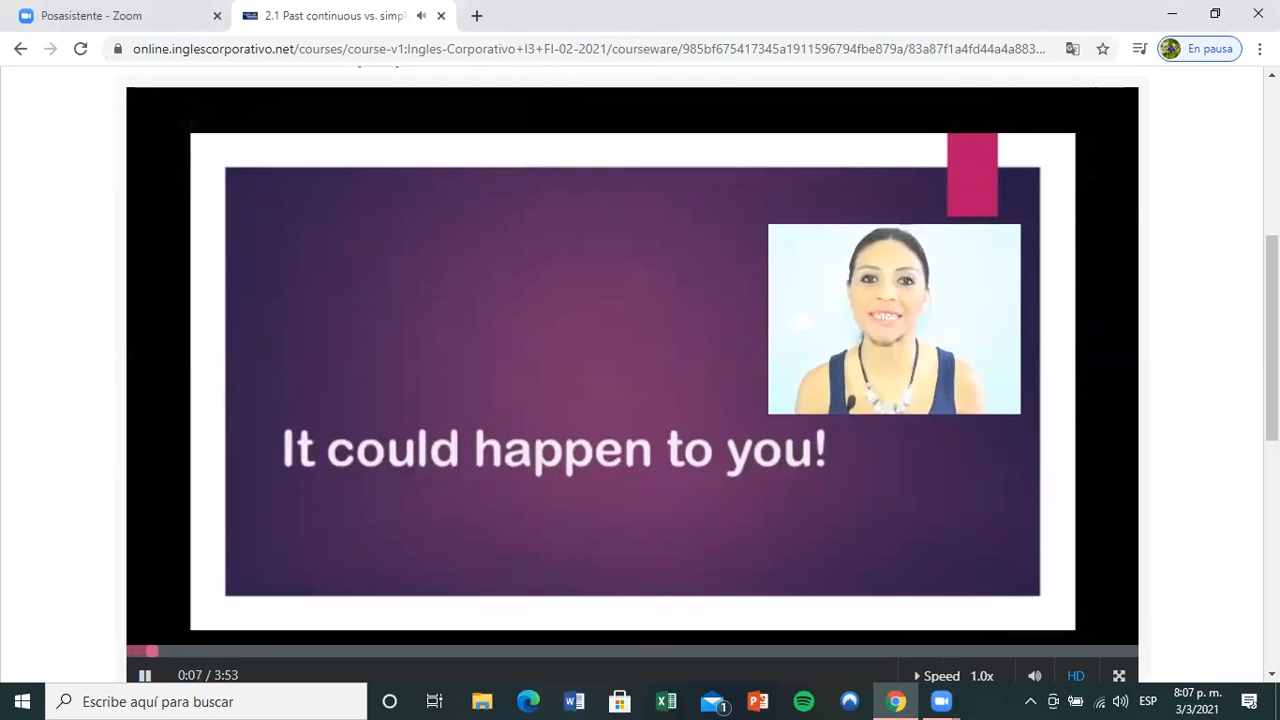 Posasistente - Zoom
2.1 Past continuous vs. simpl
online.inglescorporativo.net/courses/course-v1:Ingles-Corporativo+I3+FI-02-2021/courseware/985bf675417345a1911596794fbe879a/83a87f1a4fd44a4a883...
En pausa
It could happen to you!
0:07 / 3:53
Speed 1.0x
HD
Escribe aquí para buscar
1
ESP
8:07 p. m.
3/3/2021